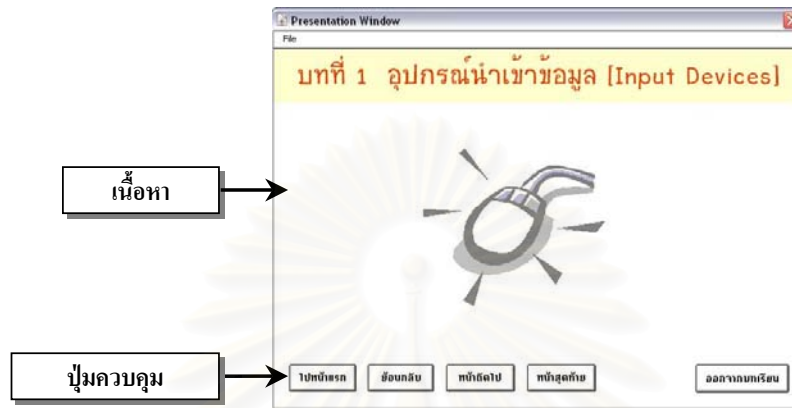 Presentation Window
File
บทที่ 1 อุปกรณ์นำเข้าข้อมูล [Input Devices]
เนื้อหา
ปุ่มควบคุม
ไปหน้าแรก
ย้อนกลับ
หน้าถัดไป
หน้าสุดท้าย
ออกจากบทเรียน